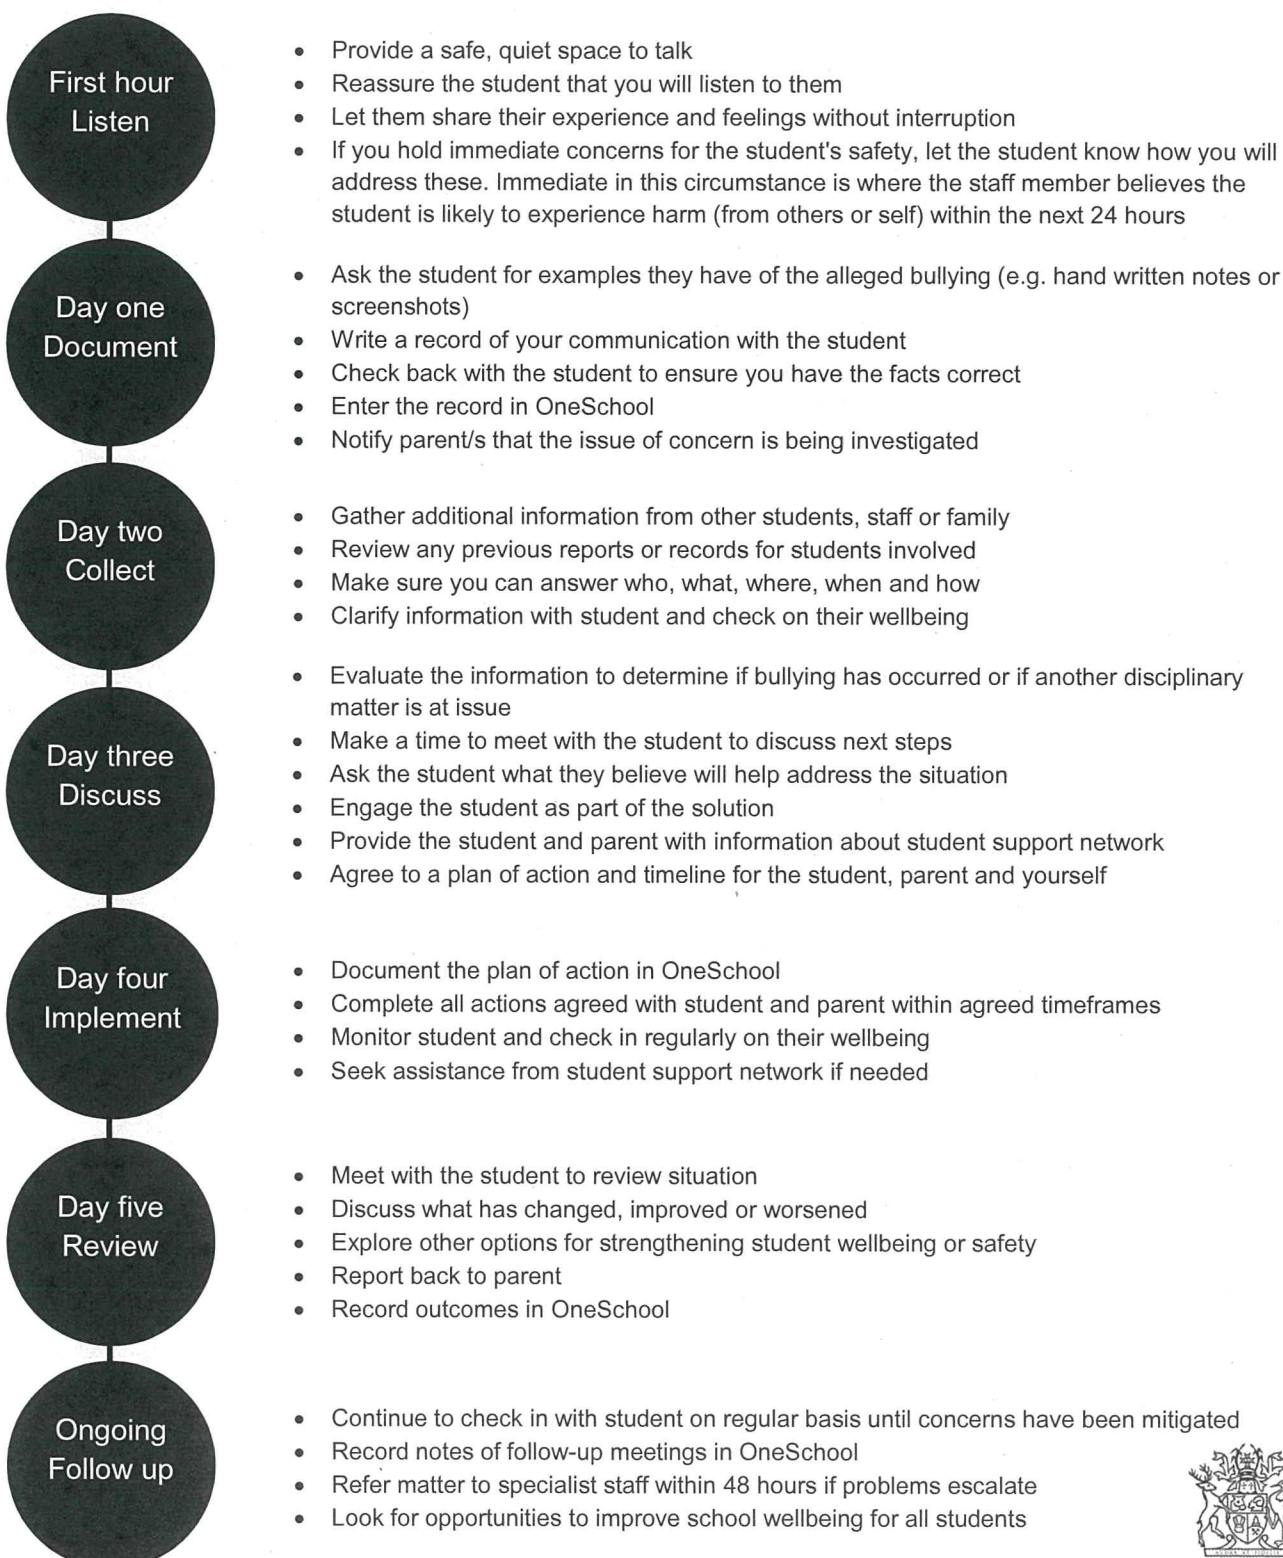 First hour
Listen
• Provide a safe, quiet space to talk
• Reassure the student that you will listen to them
• Let them share their experience and feelings without interruption
• If you hold immediate concerns for the student's safety, let the student know how you will
address these. Immediate in this circumstance is where the staff member believes the
student is likely to experience harm (from others or self) within the next 24 hours
Day one
Document
• Ask the student for examples they have of the alleged bullying (e.g. hand written notes or
screenshots)
• Write a record of your communication with the student
• Check back with the student to ensure you have the facts correct
• Enter the record in OneSchool
• Notify parent/s that the issue of concern is being investigated
Day two
Collect
• Gather additional information from other students, staff or family
• Review any previous reports or records for students involved
• Make sure you can answer who, what, where, when and how
• Clarify information with student and check on their wellbeing
Day three
Discuss
• Evaluate the information to determine if bullying has occurred or if another disciplinary
matter is at issue
• Make a time to meet with the student to discuss next steps
• Ask the student what they believe will help address the situation
• Engage the student as part of the solution
• Provide the student and parent with information about student support network
• Agree to a plan of action and timeline for the student, parent and yourself
Day four
Implement
• Document the plan of action in OneSchool
• Complete all actions agreed with student and parent within agreed timeframes
• Monitor student and check in regularly on their wellbeing
• Seek assistance from student support network if needed
Day five
Review
• Meet with the student to review situation
• Discuss what has changed, improved or worsened
• Explore other options for strengthening student wellbeing or safety
• Report back to parent
• Record outcomes in OneSchool
Ongoing
Follow up
• Continue to check in with student on regular basis until concerns have been mitigated
• Record notes of follow-up meetings in OneSchool
• Refer matter to specialist staff within 48 hours if problems escalate
• Look for opportunities to improve school wellbeing for all students